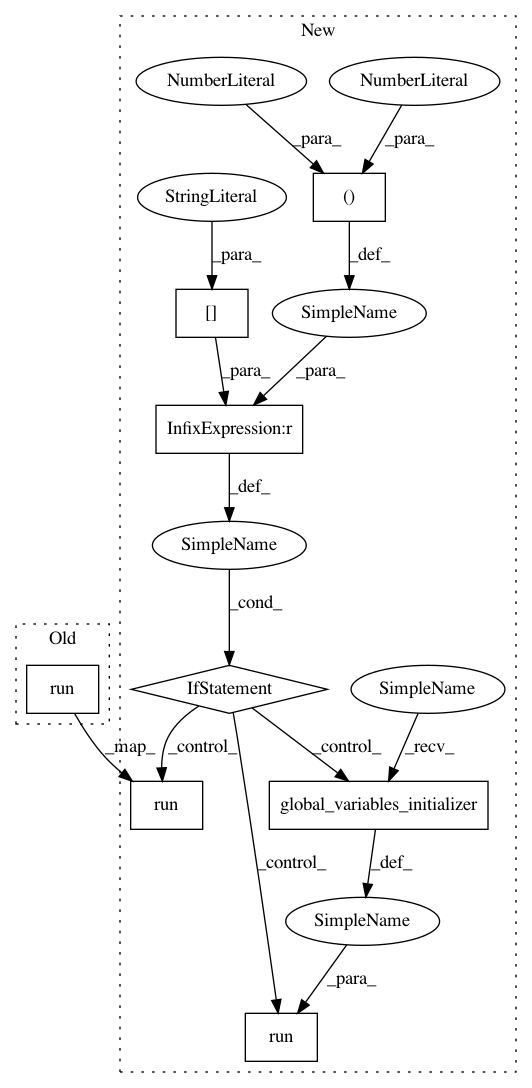 New
NumberLiteral
NumberLiteral
_para_
_para_
StringLiteral
()
_para_
_def_
[]
SimpleName
_para_
_para_
InfixExpression:r
_def_
SimpleName
_cond_
Old
run
IfStatement
SimpleName
_map_
_control_
_control_
_recv_
run
global_variables_initializer
_control_
_def_
SimpleName
_para_
run